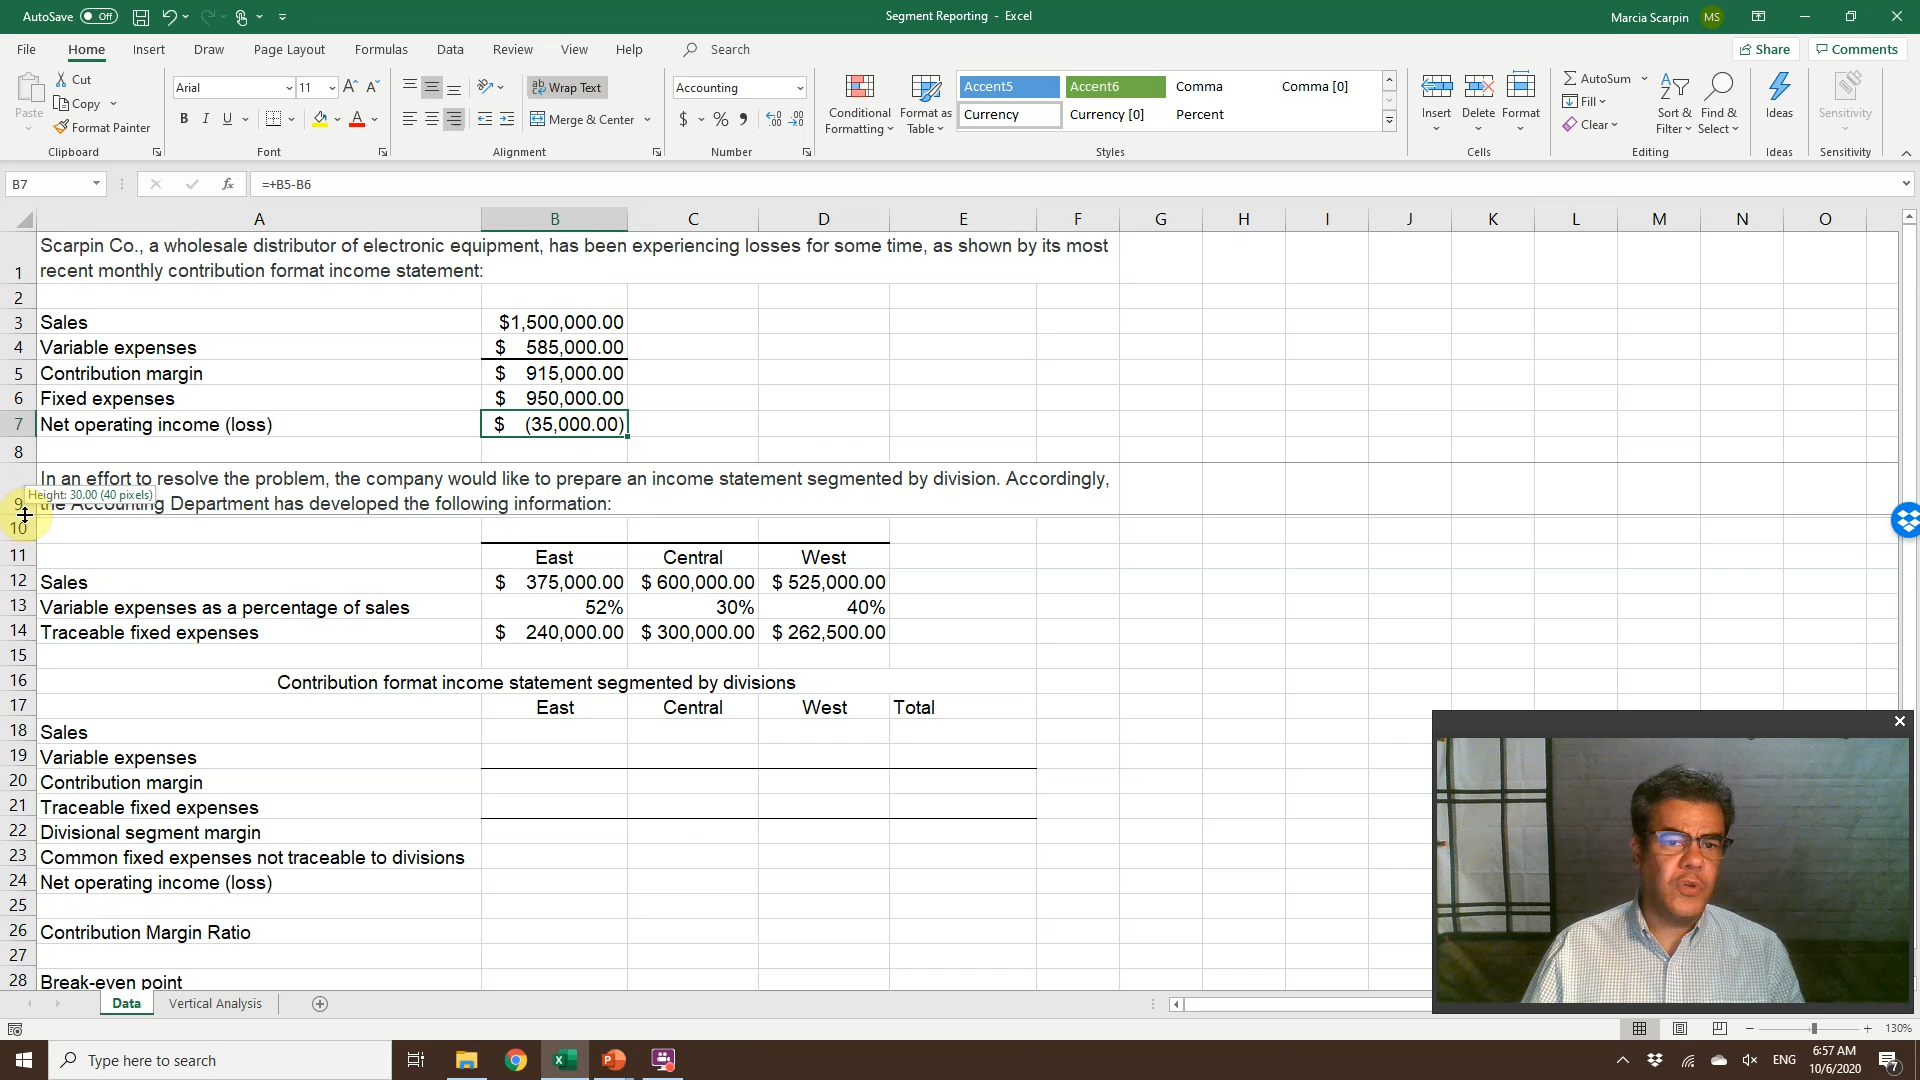 AutoSave Off
Segment Reporting - Excel
Marcia Scarpin MS
File Home Insert Draw Page Layout Formulas Data Review View Help Search
Share Comments
Paste
Cut
Copy
Format Painter
Clipboard
Arial 11
B I U
Font
Wrap Text
Merge & Center
Alignment
Accounting
$ % ,
Number
Conditional Formatting
Format as Table
Accent5 Accent6 Comma Comma [0]
Currency Currency [0] Percent
Styles
Insert Delete Format
Cells
AutoSum
Fill
Clear
Sort & Filter
Find & Select
Editing
Ideas
Ideas
Sensitivity
Sensitivity
B7 fx =+B5-B6
A B C D E F G H I J K L M N O
Scarpin Co., a wholesale distributor of electronic equipment, has been experiencing losses for some time, as shown by its most
1 recent monthly contribution format income statement:
2
3 Sales $1,500,000.00
4 Variable expenses $ 585,000.00
5 Contribution margin $ 915,000.00
6 Fixed expenses $ 950,000.00
7 Net operating income (loss) $ (35,000.00)
8
In an effort to resolve the problem, the company would like to prepare an income statement segmented by division. Accordingly,
Height: 30.00 (40 pixels)
9 the Accounting Department has developed the following information:
10
11 East Central West
12 Sales $ 375,000.00 $ 600,000.00 $ 525,000.00
13 Variable expenses as a percentage of sales 52% 30% 40%
14 Traceable fixed expenses $ 240,000.00 $ 300,000.00 $ 262,500.00
15
16 Contribution format income statement segmented by divisions
17 East Central West Total
18 Sales
19 Variable expenses
20 Contribution margin
21 Traceable fixed expenses
22 Divisional segment margin
23 Common fixed expenses not traceable to divisions
24 Net operating income (loss)
25
26 Contribution Margin Ratio
27
28 Break-even point
Data Vertical Analysis
130%
Type here to search
ENG
6:57 AM
10/6/2020
7